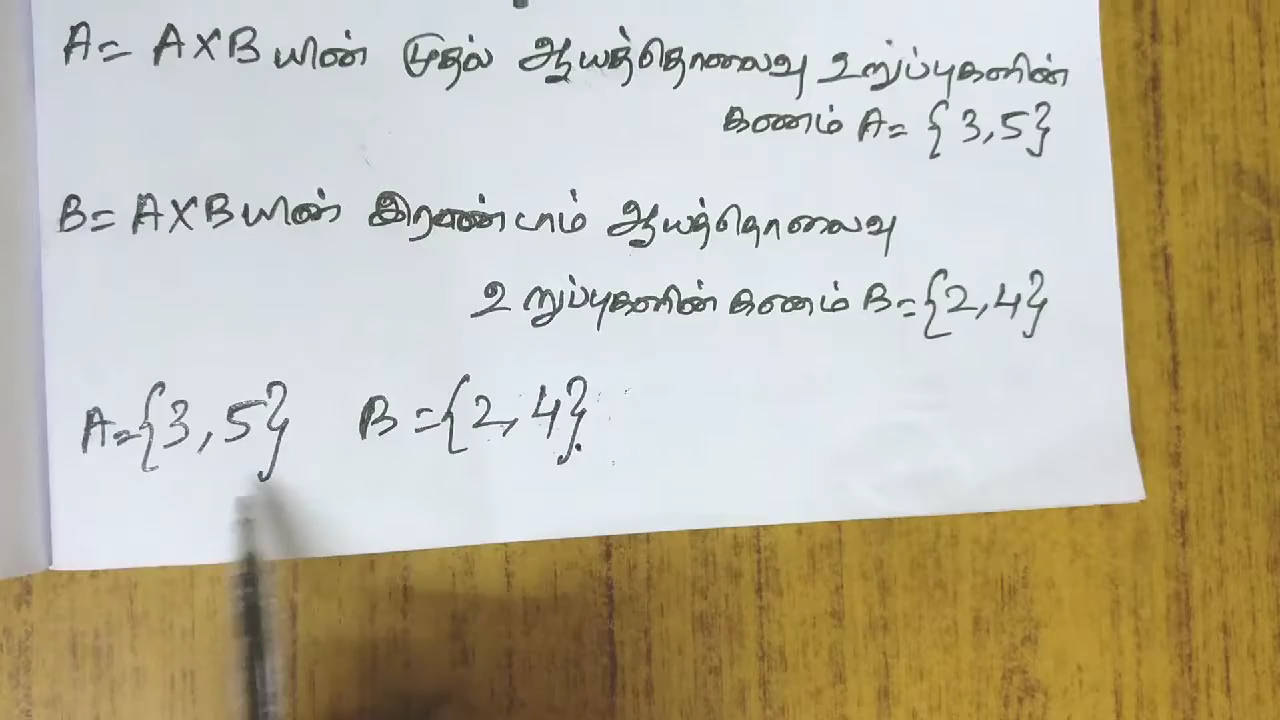 A = A X B யின் முதல் ஆயத்தொலைவு உறுப்புகளின்
கணம் A = { 3, 5}
B = A X B யின் இரண்டாம் ஆயத்தொலைவு
உறுப்புகளின் கணம் B = {2, 4}
A = {3, 5} B = {2, 4}.